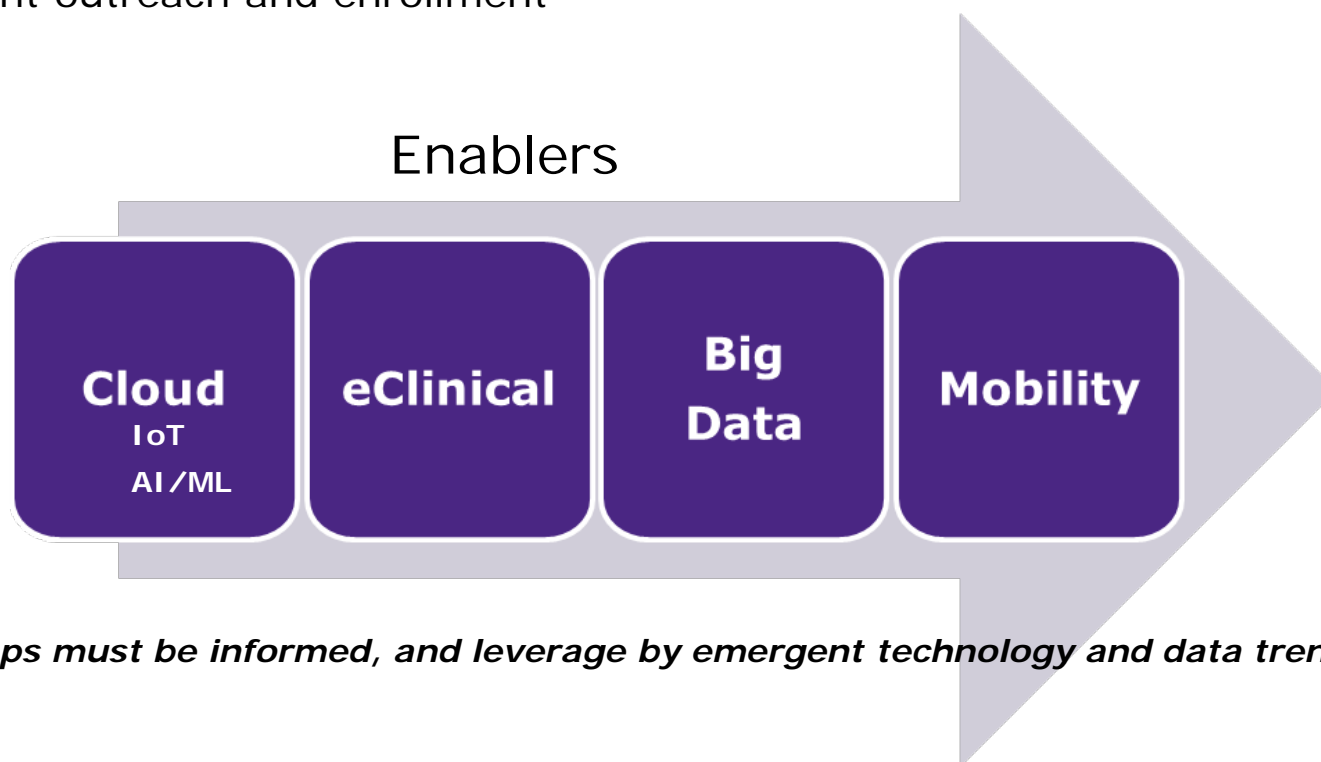 nt outreach and enrollment
Enablers
Cloud
IoT
AI/ML
eClinical
Big
Data
Mobility
ps must be informed, and leverage by emergent technology and data tren